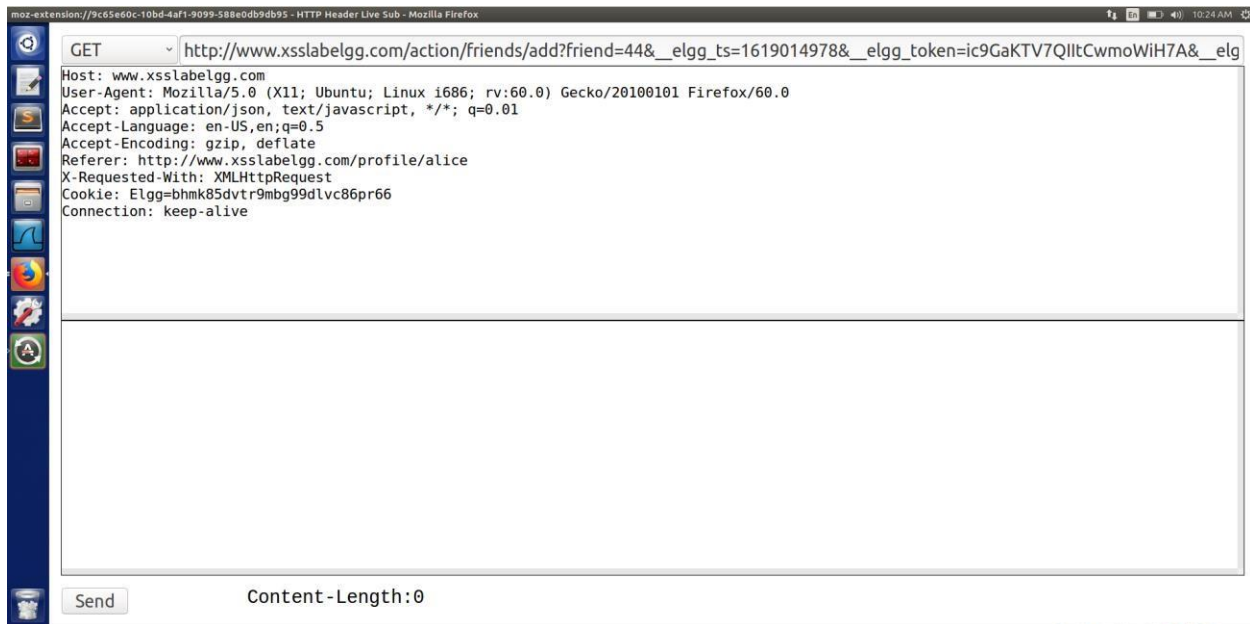 moz-extension://9c65e60c-10bd-4af1-9099-588e0db9db95 - HTTP Header Live Sub - Mozilla Firefox En 10:24 AM
GET http://www.xsslabelgg.com/action/friends/add?friend=44&__elgg_ts=1619014978&__elgg_token=ic9GaKTV7QIItCwmoWiH7A&__elg
Host: www.xsslabelgg.com
User-Agent: Mozilla/5.0 (X11; Ubuntu; Linux i686; rv:60.0) Gecko/20100101 Firefox/60.0
Accept: application/json, text/javascript, */*; q=0.01
Accept-Language: en-US,en;q=0.5
Accept-Encoding: gzip, deflate
Referer: http://www.xsslabelgg.com/profile/alice
X-Requested-With: XMLHttpRequest
Cookie: Elgg=bhmk85dvtr9mbg99dlvc86pr66
Connection: keep-alive
Send Content-Length:0